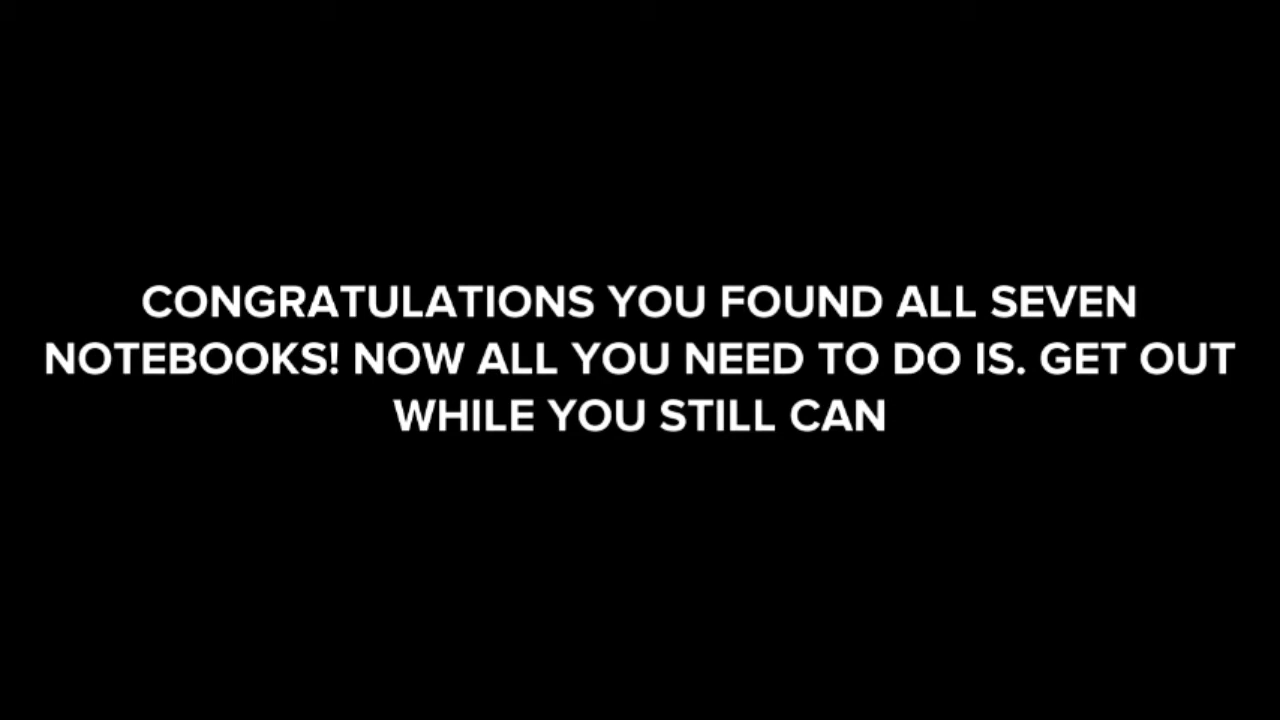 CONGRATULATIONS YOU FOUND ALL SEVEN
NOTEBOOKS! NOW ALL YOU NEED TO DO IS. GET OUT
WHILE YOU STILL CAN